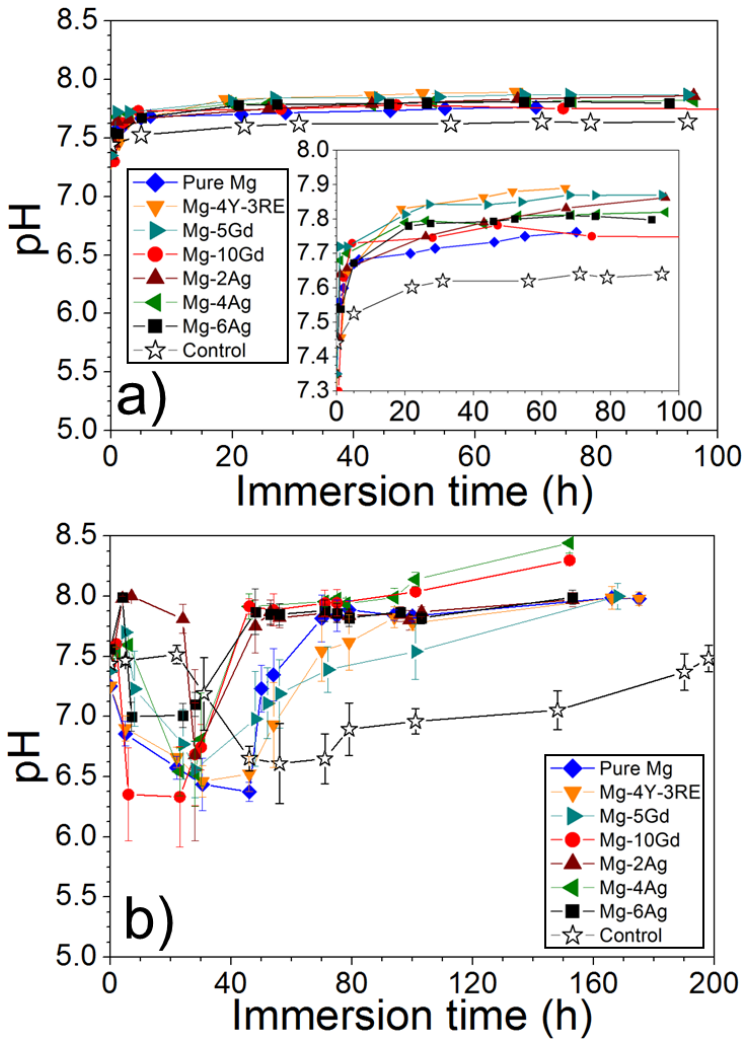 8.5
8.0
7.5
7.0
6.5
6.0
5.5
5.0
pH
Pure Mg
Mg-4Y-3RE
Mg-5Gd
Mg-10Gd
Mg-2Ag
Mg-4Ag
Mg-6Ag
Control
a)
8.0
7.9
7.8
7.7
7.6
7.5
7.4
7.3
0 20 40 60 80 100
0 20 40 60 80 100
Immersion time (h)
8.5
8.0
7.5
7.0
6.5
6.0
5.5
5.0
pH
b)
Pure Mg
Mg-4Y-3RE
Mg-5Gd
Mg-10Gd
Mg-2Ag
Mg-4Ag
Mg-6Ag
Control
0 40 80 120 160 200
Immersion time (h)